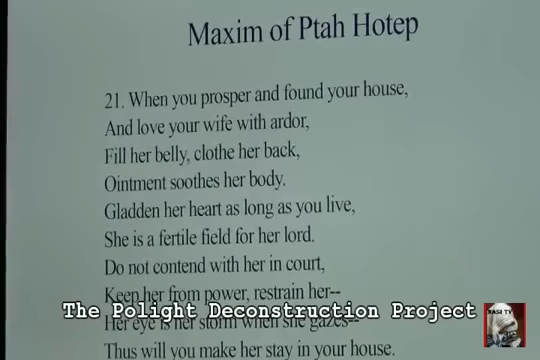 Maxim of Ptah Hotep
21. When you prosper and found your house,
And love your wife with ardor,
Fill her belly, clothe her back,
Ointment soothes her body.
Gladden her heart as long as you live,
She is a fertile field for her lord.
Do not contend with her in court,
Keep her from power, restrain her--
The Polight Deconstruction Project
RASI TV
Her eye is her storm when she gazes--
Thus will you make her stay in your house.